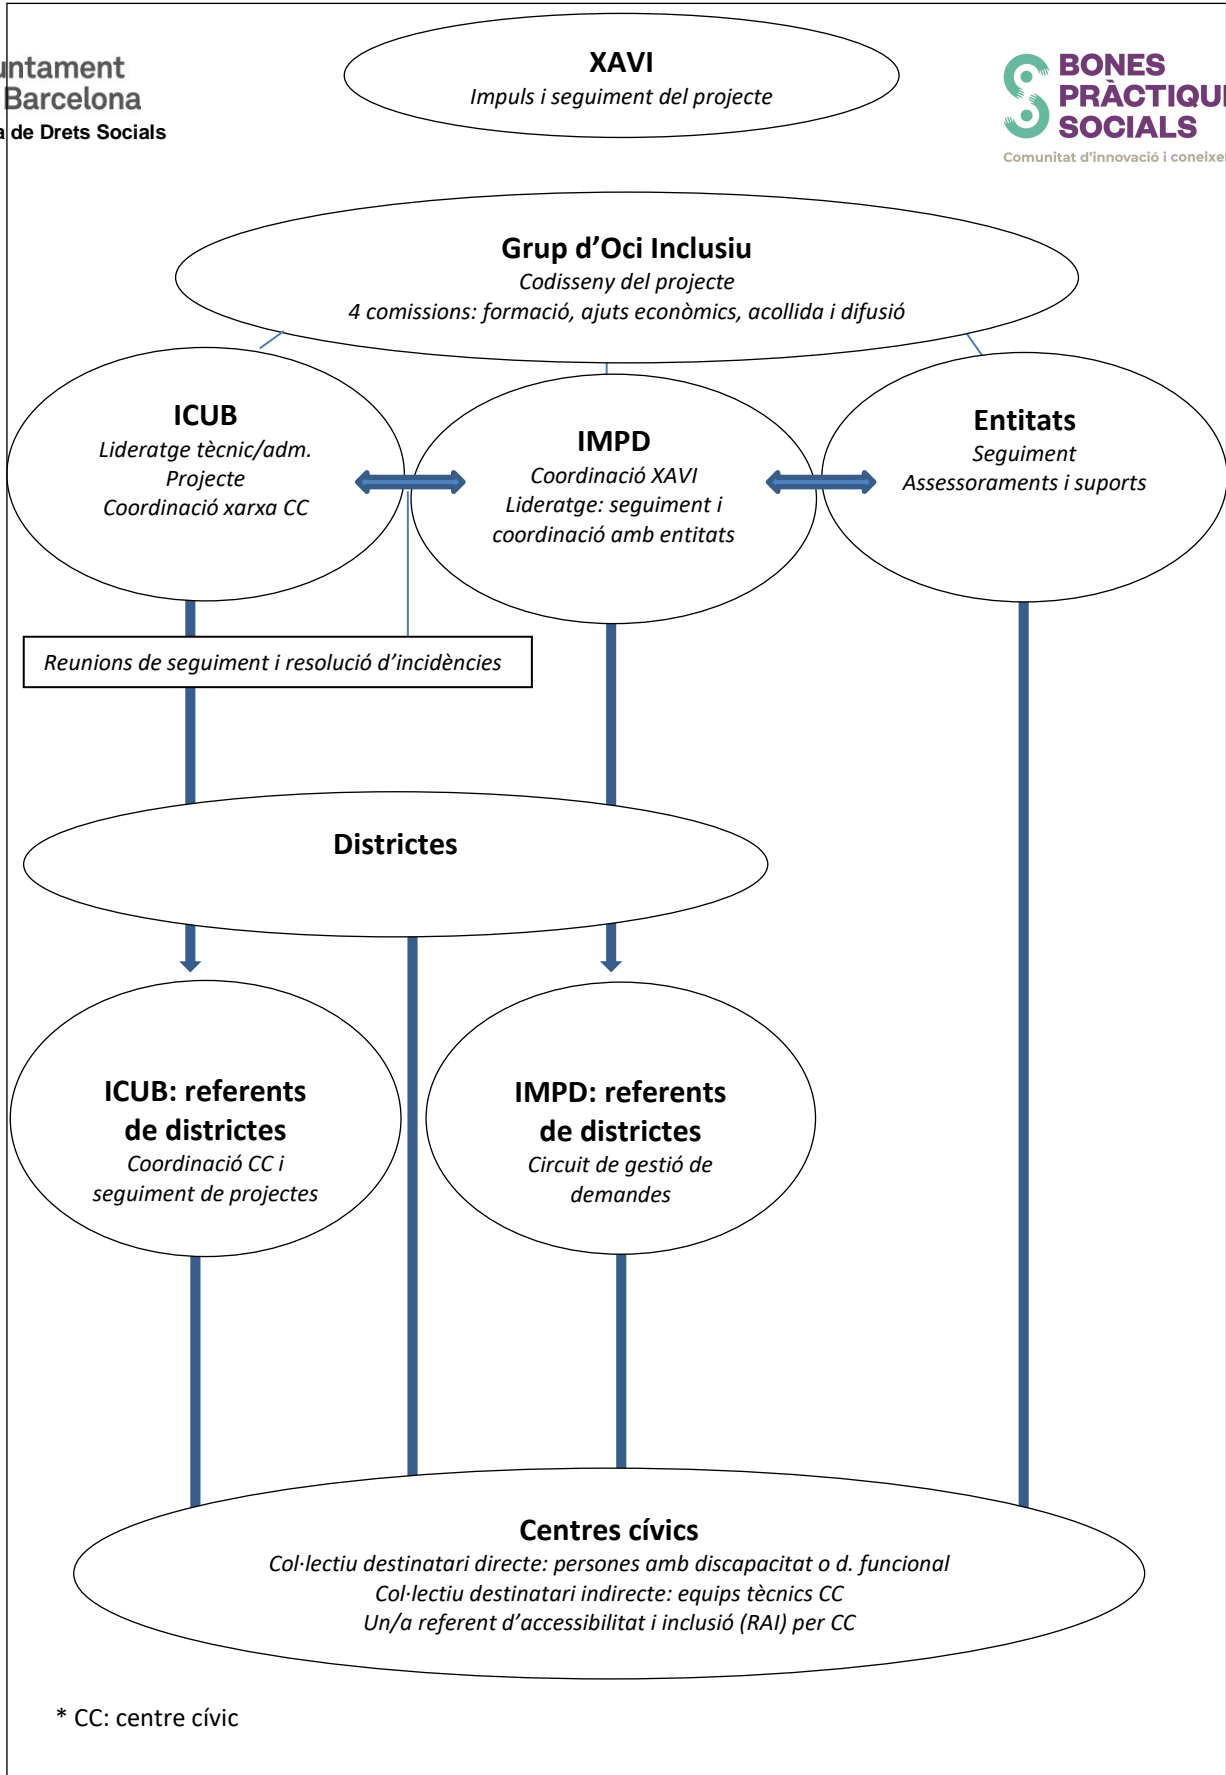 XAVI
Impuls i seguiment del projecte
untament
Barcelona
a de Drets Socials
BONES
PRÀCTIQUE
SOCIALS
Comunitat d'innovació i coneixe
Grup d'Oci Inclusiu
Codisseny del projecte
4 comissions: formació, ajuts econòmics, acollida i difusió
ICUB
Lideratge tècnic/adm.
Projecte
Coordinació xarxa CC
IMPD
Coordinació XAVI
Lideratge: seguiment i
coordinació amb entitats
Entitats
Seguiment
Assessoraments i suports
Reunions de seguiment i resolució d'incidències
Districtes
ICUB: referents
de districtes
Coordinació CC i
seguiment de projectes
IMPD: referents
de districtes
Circuit de gestió de
demandes
Centres cívics
Col·lectiu destinatari directe: persones amb discapacitat o d. funcional
Col·lectiu destinatari indirecte: equips tècnics CC
Un/a referent d'accessibilitat i inclusió (RAI) per CC
* CC: centre cívic